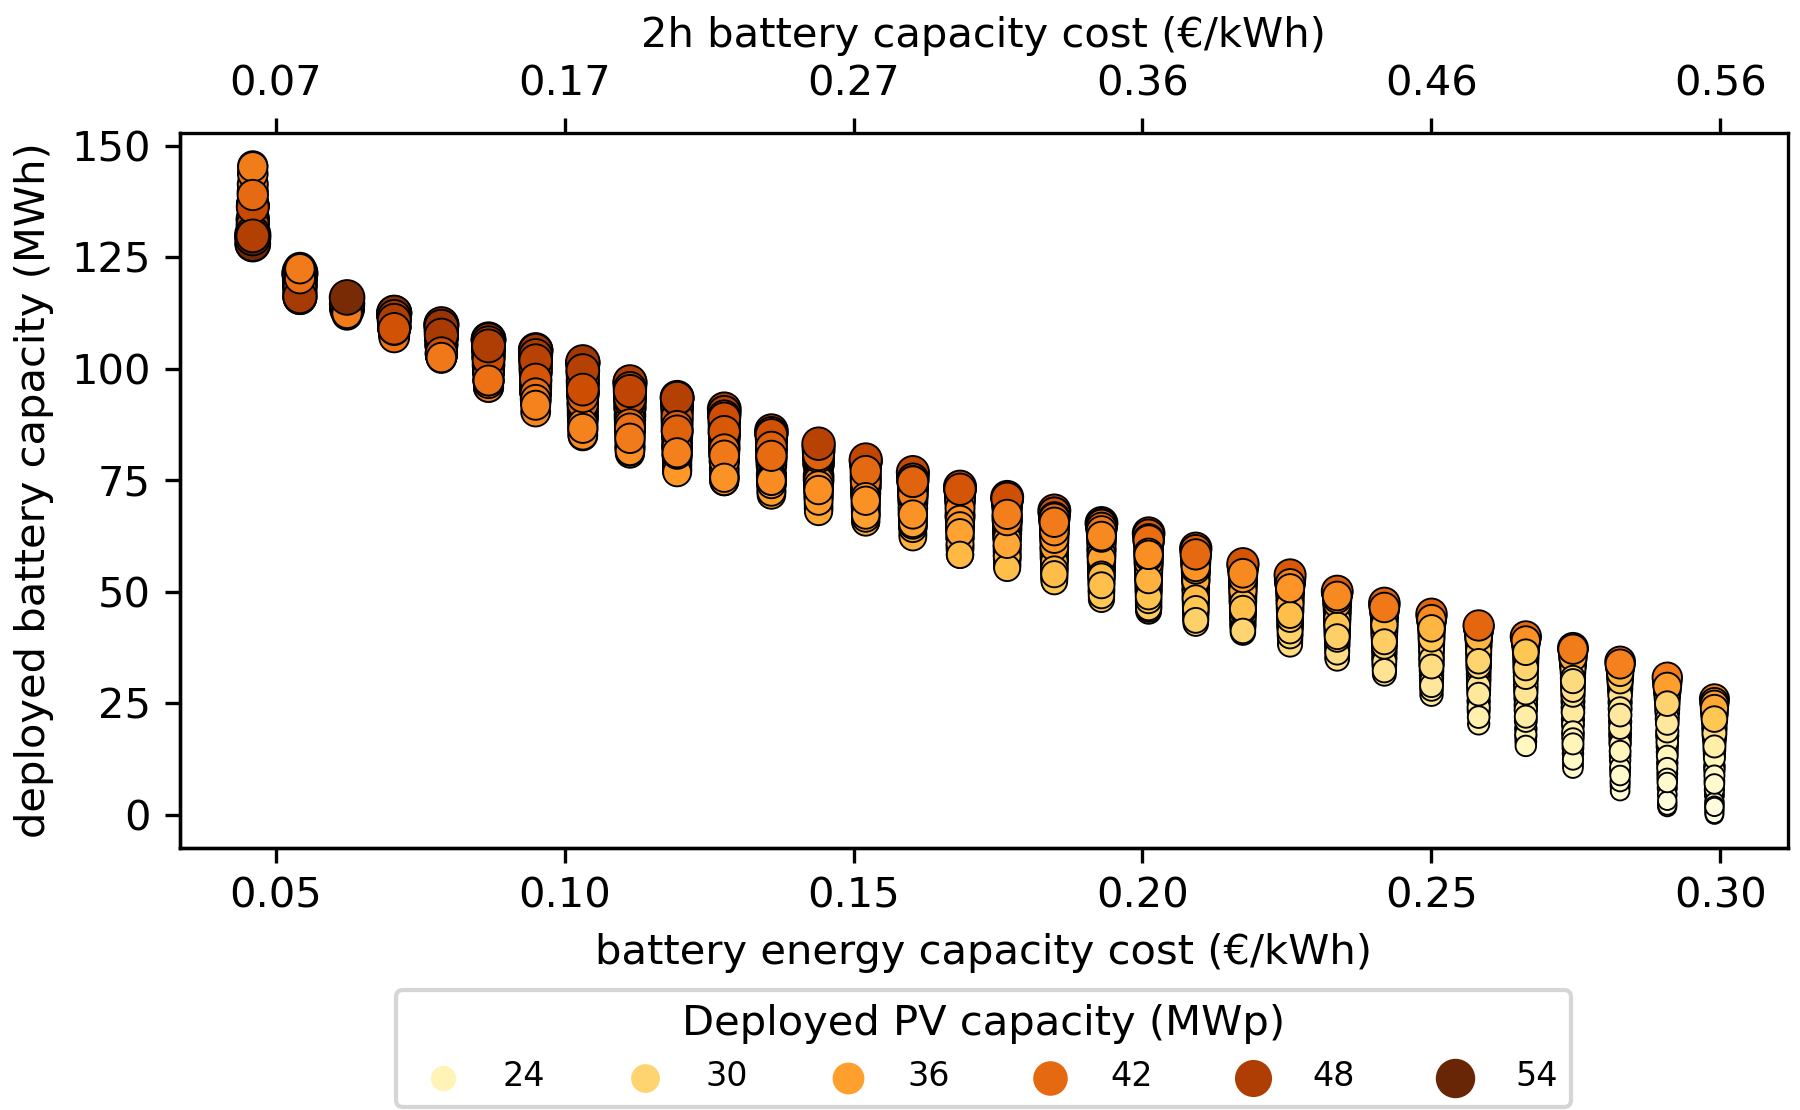 2h battery capacity cost (€/kWh)
0.07 0.17 0.27 0.36 0.46 0.56
deployed battery capacity (MWh)
150
125
100
75
50
25
0
0.05 0.10 0.15 0.20 0.25 0.30
battery energy capacity cost (€/kWh)
Deployed PV capacity (MWp)
24 30 36 42 48 54